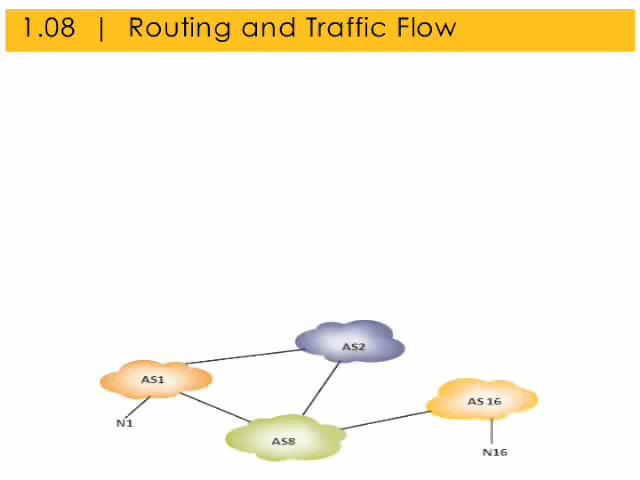 1.08 | Routing and Traffic Flow
AS2
AS1
AS 16
N1
AS8
N16